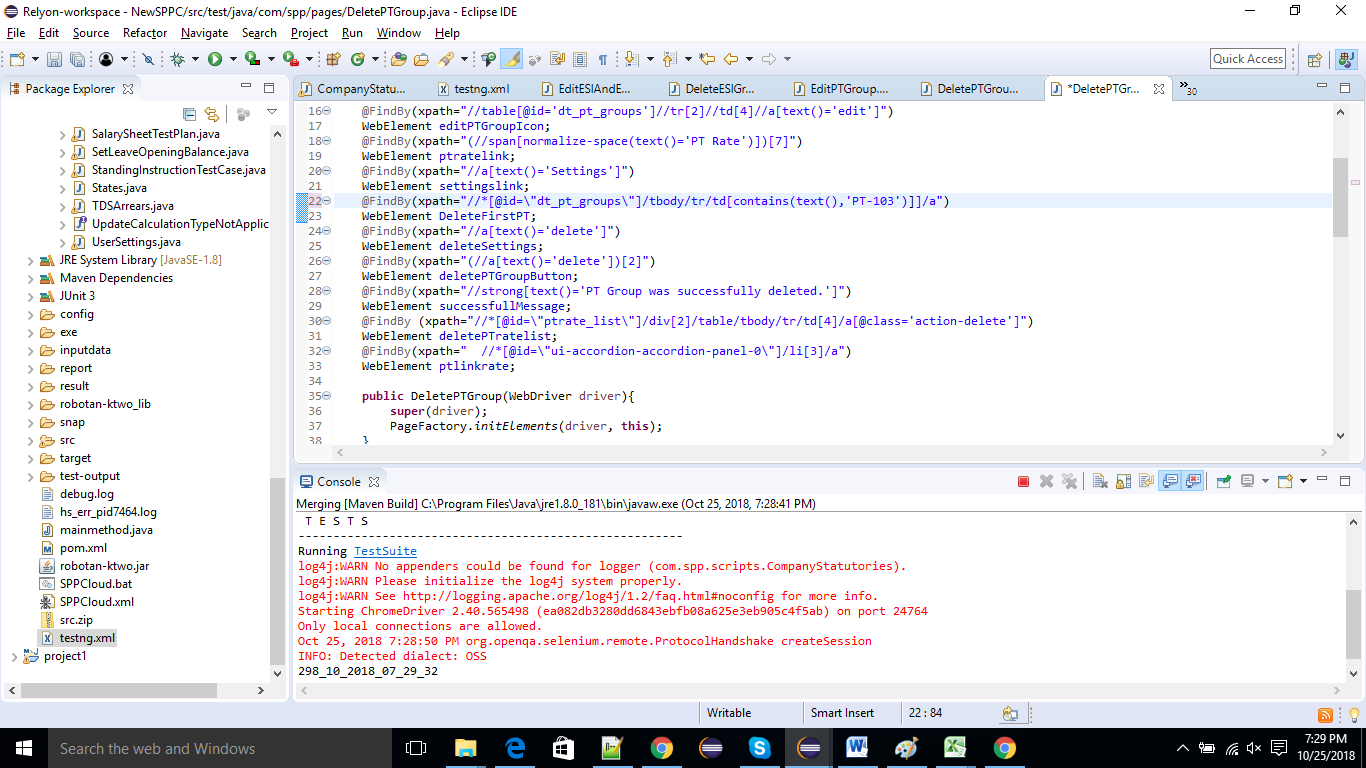 Relyon-workspace - NewSPPC/src/test/java/com/spp/pages/DeletePTGroup.java - Eclipse IDE
File Edit Source Refactor Navigate Search Project Run Window Help
Quick Access
Package Explorer
SalarySheetTestPlan.java
SetLeaveOpeningBalance.java
StandingInstructionTestCase.java
States.java
TDSArrears.java
UpdateCalculationTypeNotApplic
UserSettings.java
JRE System Library [JavaSE-1.8]
Maven Dependencies
JUnit 3
config
exe
inputdata
report
result
robotan-ktwo_lib
snap
src
target
test-output
debug.log
hs_err_pid7464.log
mainmethod.java
pom.xml
robotan-ktwo.jar
SPPCloud.bat
SPPCloud.xml
src.zip
testng.xml
project1
CompanyStatu... testng.xml EditESIAndE... DeleteESIGr... EditPTGroup.... DeletePTGrou... *DeletePTGr... »30
16 @FindBy(xpath="//table[@id='dt_pt_groups']//tr[2]//td[4]//a[text()='edit']")
17 WebElement editPTGroupIcon;
18 @FindBy(xpath="(//span[normalize-space(text()='PT Rate')])[7]")
19 WebElement ptratelink;
20 @FindBy(xpath="//a[text()='Settings']")
21 WebElement settingslink;
22 @FindBy(xpath="//*[@id=\"dt_pt_groups\"]/tbody/tr/td[contains(text(),'PT-103')]]/a")
23 WebElement DeleteFirstPT;
24 @FindBy(xpath="//a[text()='delete']")
25 WebElement deleteSettings;
26 @FindBy(xpath="(//a[text()='delete'])[2]")
27 WebElement deletePTGroupButton;
28 @FindBy(xpath="//strong[text()='PT Group was successfully deleted.']")
29 WebElement successfullMessage;
30 @FindBy (xpath="//*[@id=\"ptrate_list\"]/div[2]/table/tbody/tr/td[4]/a[@class='action-delete']")
31 WebElement deletePTratelist;
32 @FindBy(xpath="  //*[@id=\"ui-accordion-accordion-panel-0\"]/li[3]/a")
33 WebElement ptlinkrate;
34
35 public DeletePTGroup(WebDriver driver){
36 super(driver);
37 PageFactory.initElements(driver, this);
38 }
Console
Merging [Maven Build] C:\Program Files\Java\jre1.8.0_181\bin\javaw.exe (Oct 25, 2018, 7:28:41 PM)
T E S T S
-------------------------------------------------------
Running TestSuite
log4j:WARN No appenders could be found for logger (com.spp.scripts.CompanyStatutories).
log4j:WARN Please initialize the log4j system properly.
log4j:WARN See http://logging.apache.org/log4j/1.2/faq.html#noconfig for more info.
Starting ChromeDriver 2.40.565498 (ea082db3280dd6843ebfb08a625e3eb905c4f5ab) on port 24764
Only local connections are allowed.
Oct 25, 2018 7:28:50 PM org.openqa.selenium.remote.ProtocolHandshake createSession
INFO: Detected dialect: OSS
298_10_2018_07_29_32
Writable Smart Insert 22 : 84
Search the web and Windows
7:29 PM
10/25/2018